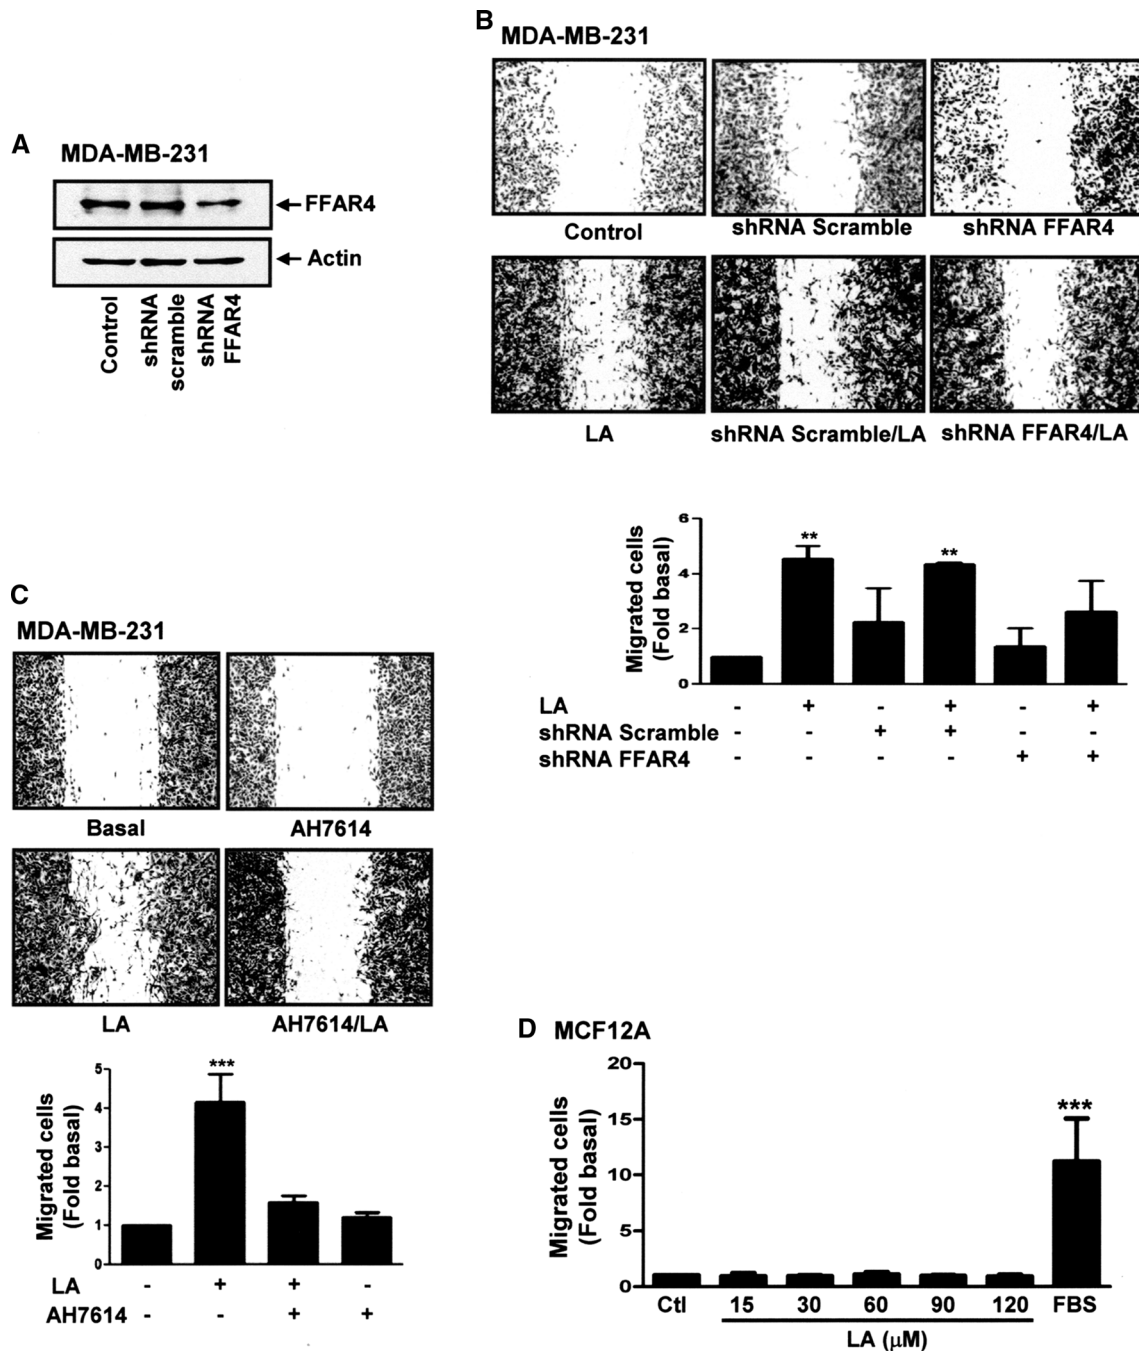 A
MDA-MB-231
FFAR4
Actin
Control
shRNA
scramble
shRNA
FFAR4
B
MDA-MB-231
Control
shRNA Scramble
shRNA FFAR4
LA
shRNA Scramble/LA
shRNA FFAR4/LA
Migrated cells
(Fold basal)
6
4
2
0
** **
LA - + - + - +
shRNA Scramble - - + + - -
shRNA FFAR4 - - - - + +
C
MDA-MB-231
Basal
AH7614
LA
AH7614/LA
Migrated cells
(Fold basal)
5
4
3
2
1
0
***
LA - + + -
AH7614 - - + +
D
MCF12A
Migrated cells
(Fold basal)
20
15
10
5
0
***
Ctl 15 30 60 90 120 FBS
LA (μM)